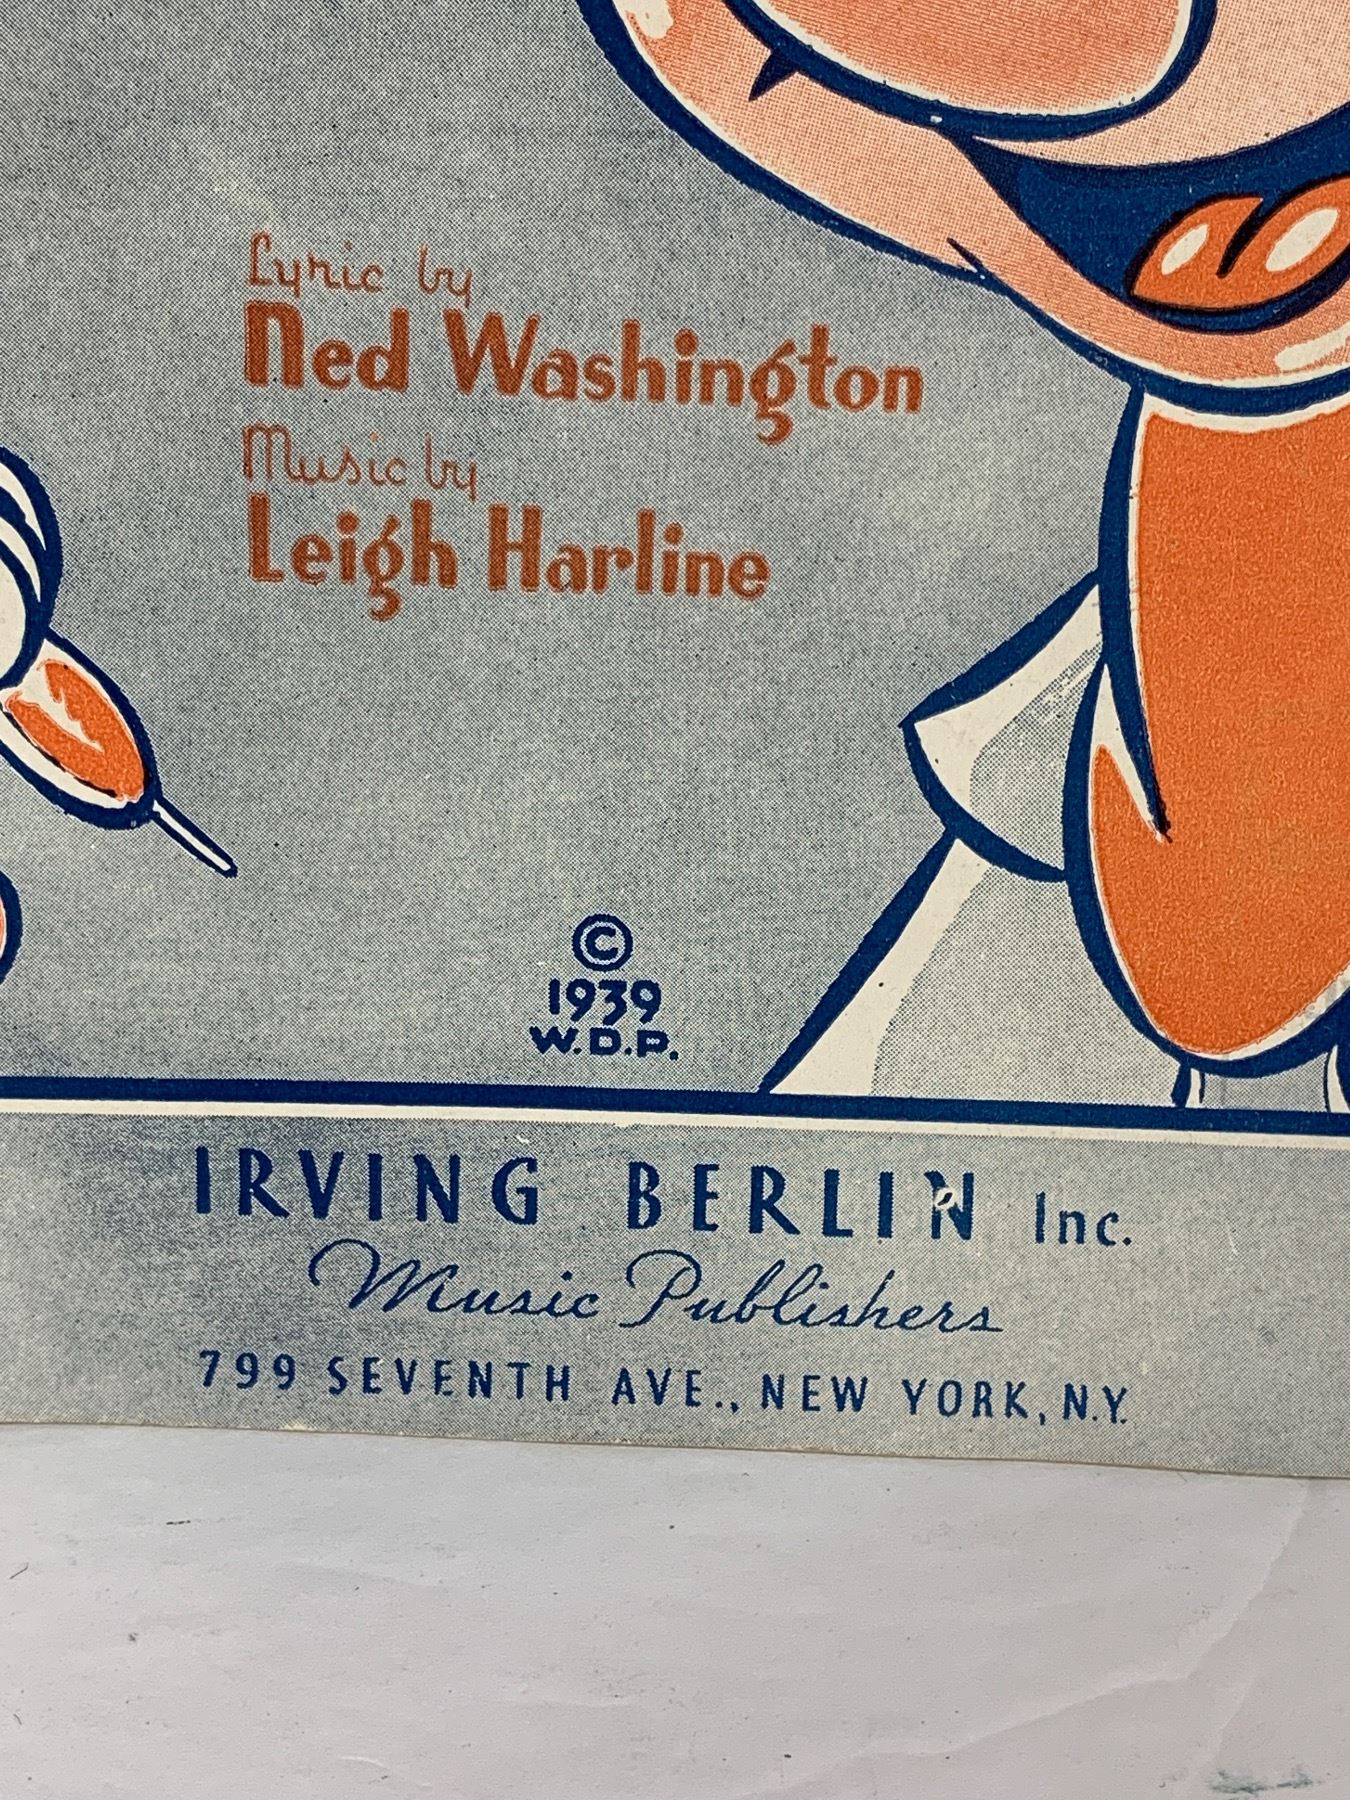 Lyric by
Ned Washington
Music by
Leigh Harline
©
1939
W.D.P.
IRVING BERLIN Inc.
Music Publishers
799 SEVENTH AVE., NEW YORK, N.Y.